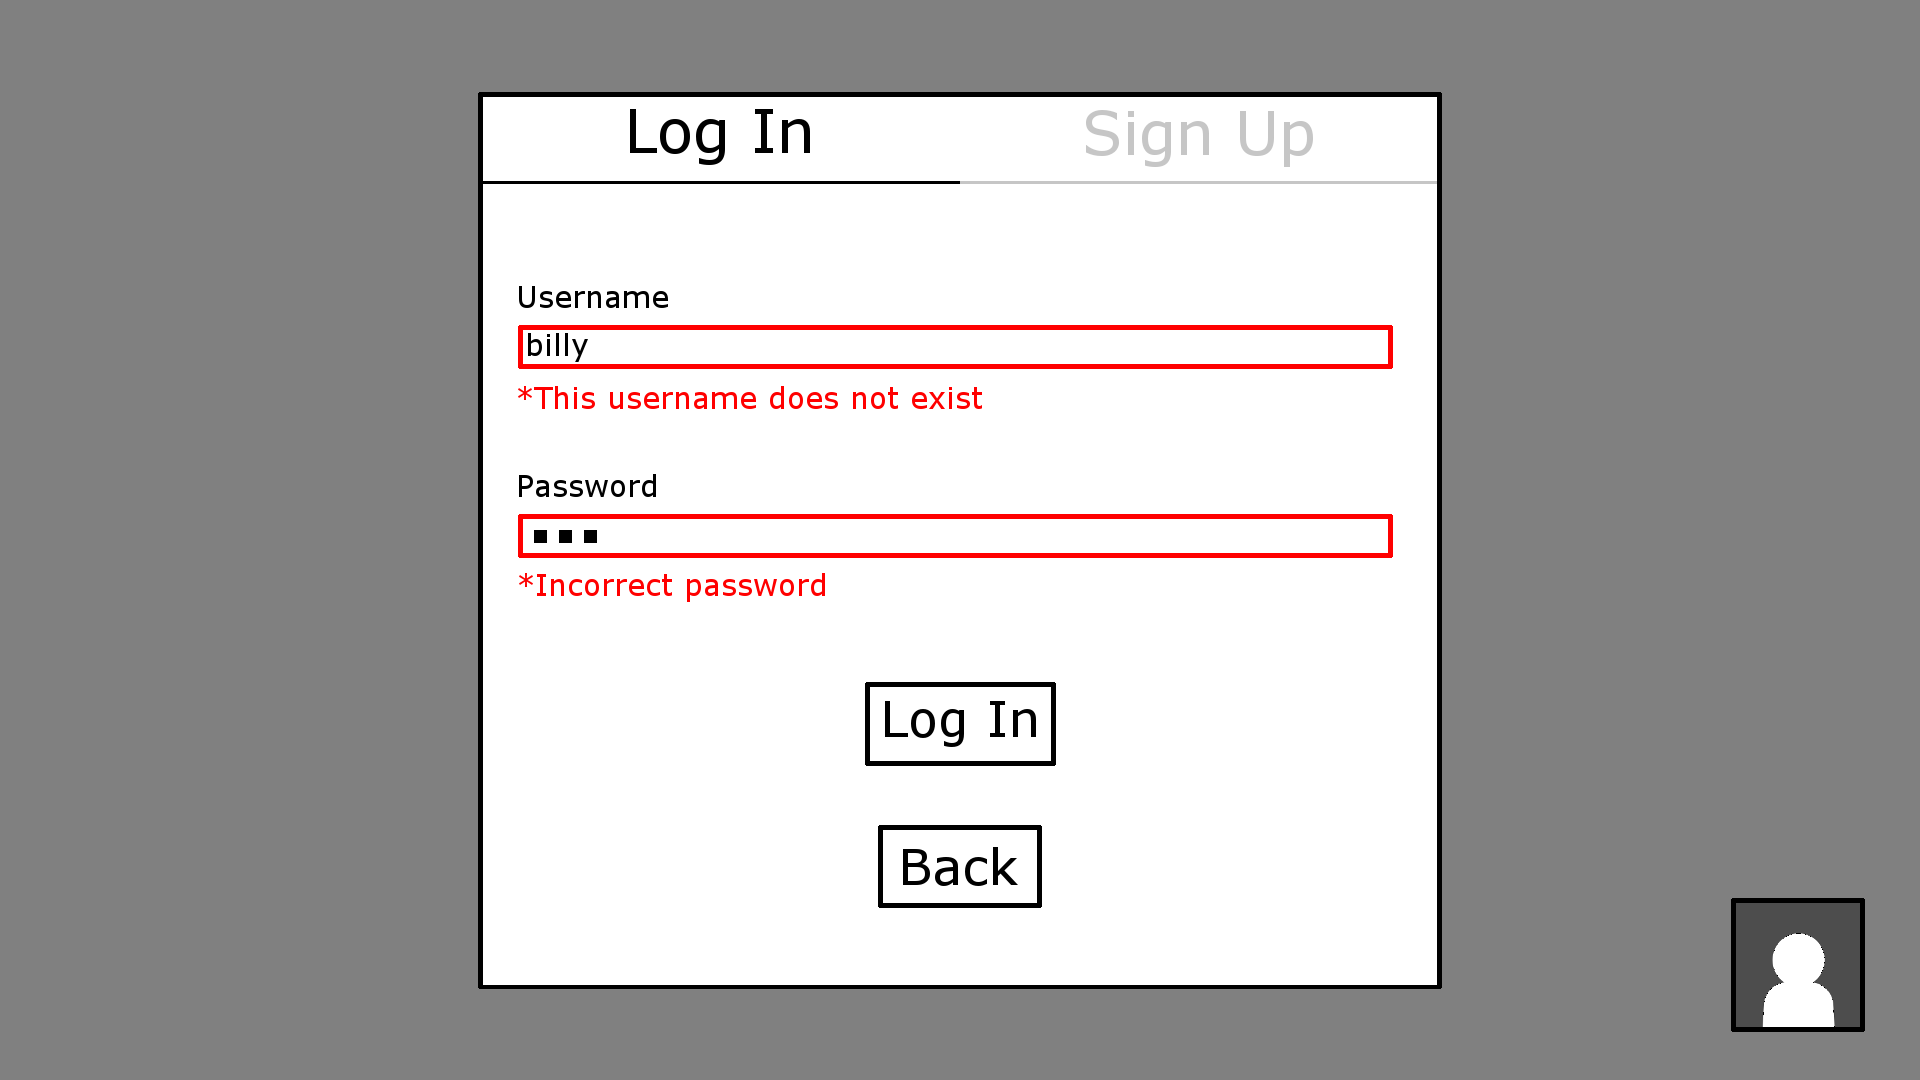 Log In
Sign Up
Username
billy
*This username does not exist
Password
*Incorrect password
Log In
Back